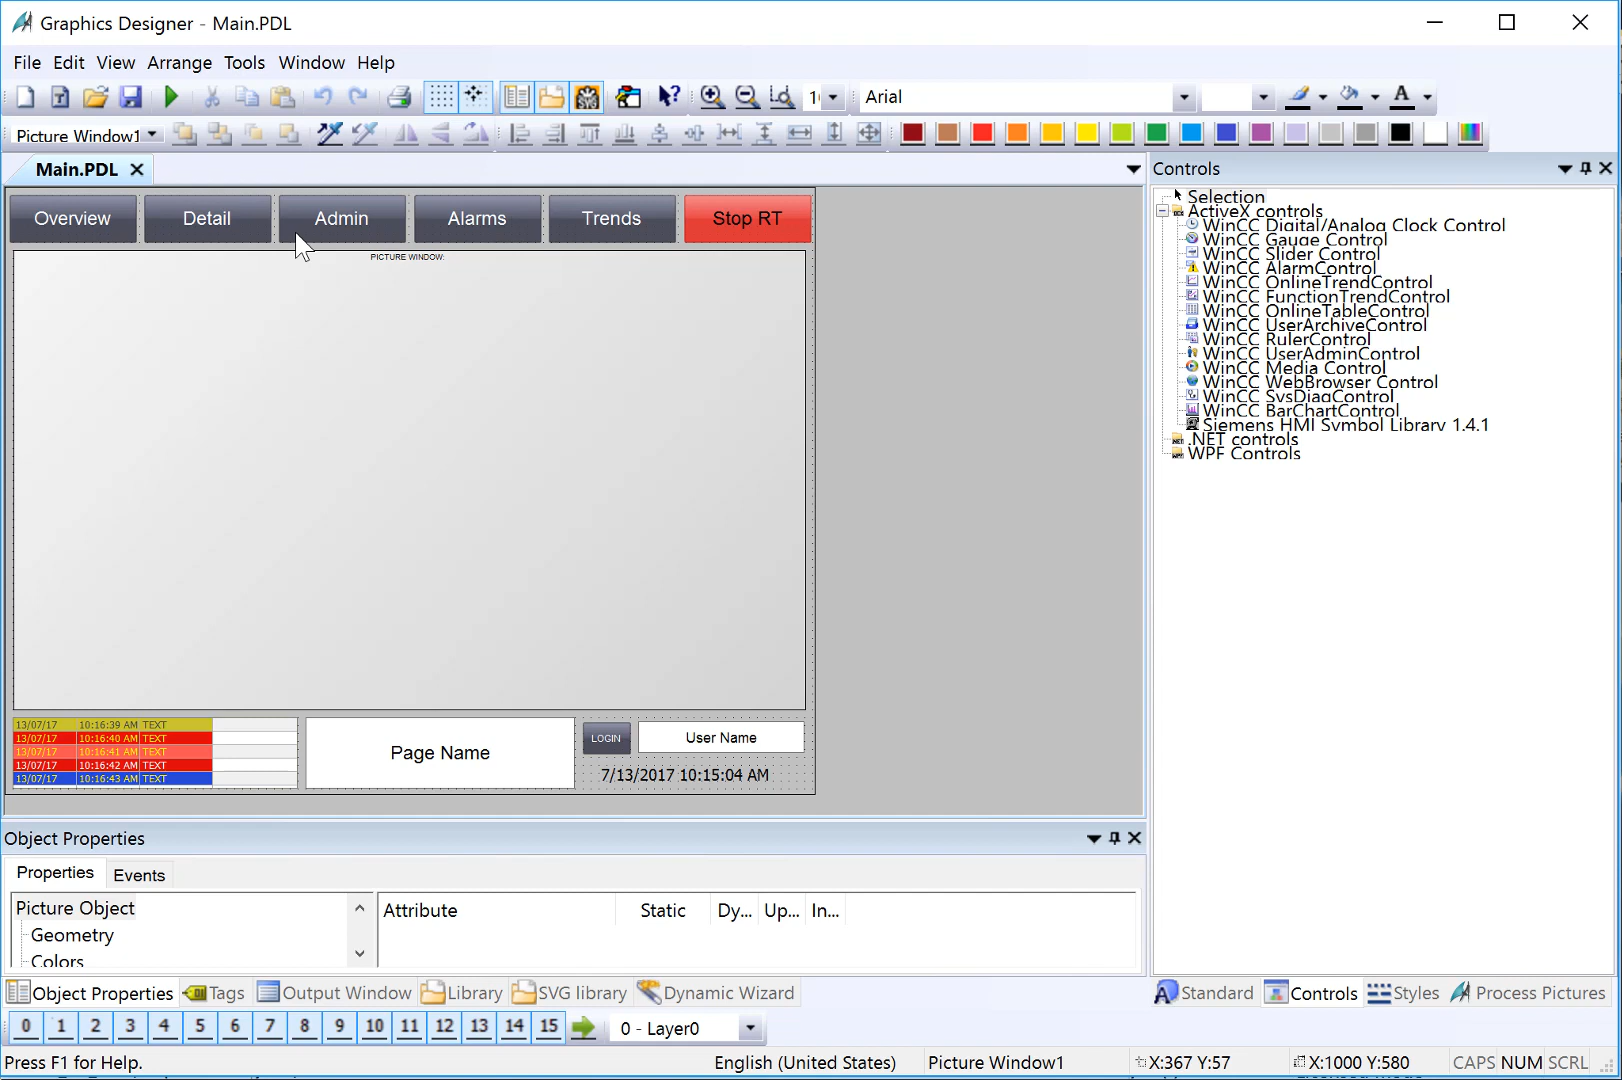 Graphics Designer - Main.PDL
File Edit View Arrange Tools Window Help
Arial
Picture Window1
Main.PDL
Controls
Overview Detail Admin Alarms Trends Stop RT
PICTURE WINDOW:
Selection
ActiveX controls
WinCC Digital/Analog Clock Control
WinCC Gauge Control
WinCC Slider Control
WinCC AlarmControl
WinCC OnlineTrendControl
WinCC FunctionTrendControl
WinCC OnlineTableControl
WinCC UserArchiveControl
WinCC RulerControl
WinCC UserAdminControl
WinCC Media Control
WinCC WebBrowser Control
WinCC SysDiagControl
WinCC BarChartControl
Siemens HMI Symbol Library 1.4.1
.NET controls
WPF Controls
13/07/17 10:16:39 AM TEXT
13/07/17 10:16:40 AM TEXT
13/07/17 10:16:41 AM TEXT
13/07/17 10:16:42 AM TEXT
13/07/17 10:16:43 AM TEXT
Page Name
LOGIN
User Name
7/13/2017 10:15:04 AM
Object Properties
Properties Events
Picture Object
Geometry
Colors
Attribute Static Dy... Up... In...
Object Properties Tags Output Window Library SVG library Dynamic Wizard
Standard Controls Styles Process Pictures
0 1 2 3 4 5 6 7 8 9 10 11 12 13 14 15 0 - Layer0
Press F1 for Help. English (United States) Picture Window1 X:367 Y:57 X:1000 Y:580 CAPS NUM SCRL